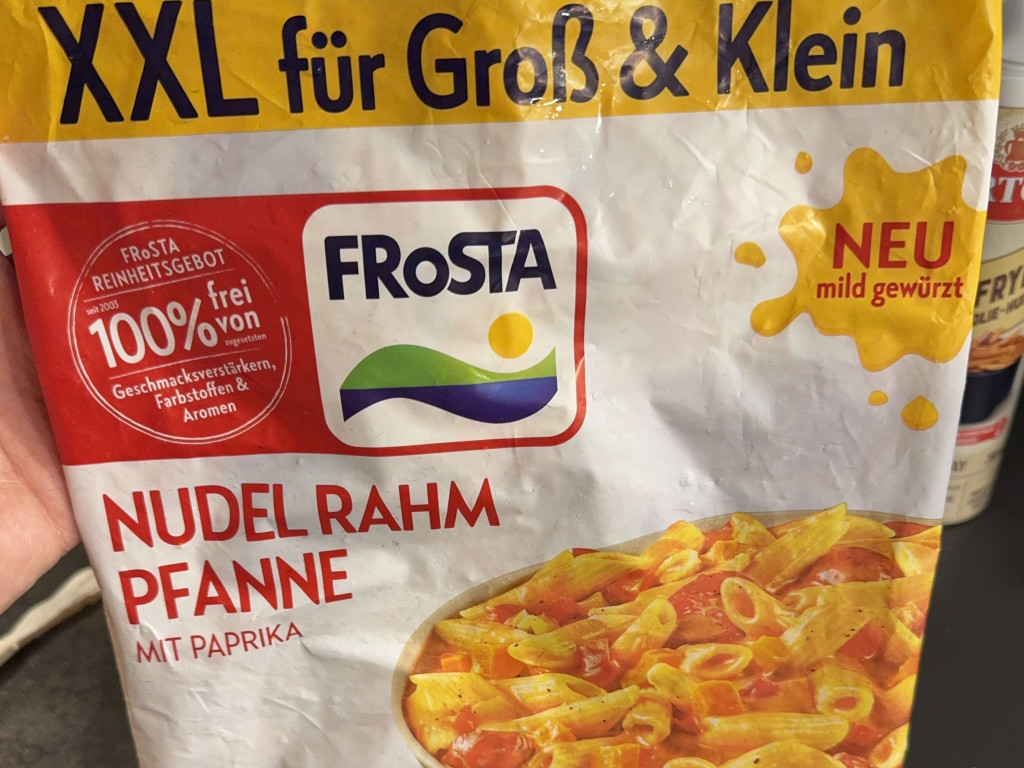 XXL für Groß & Klein
FRoSTA
REINHEITSGEBOT
seit 2003
100% frei von
zugesetzten
Geschmacksverstärkern,
Farbstoffen &
Aromen
FRoSTA
NEU
mild gewürzt
NUDEL RAHM
PFANNE
MIT PAPRIKA
FRY